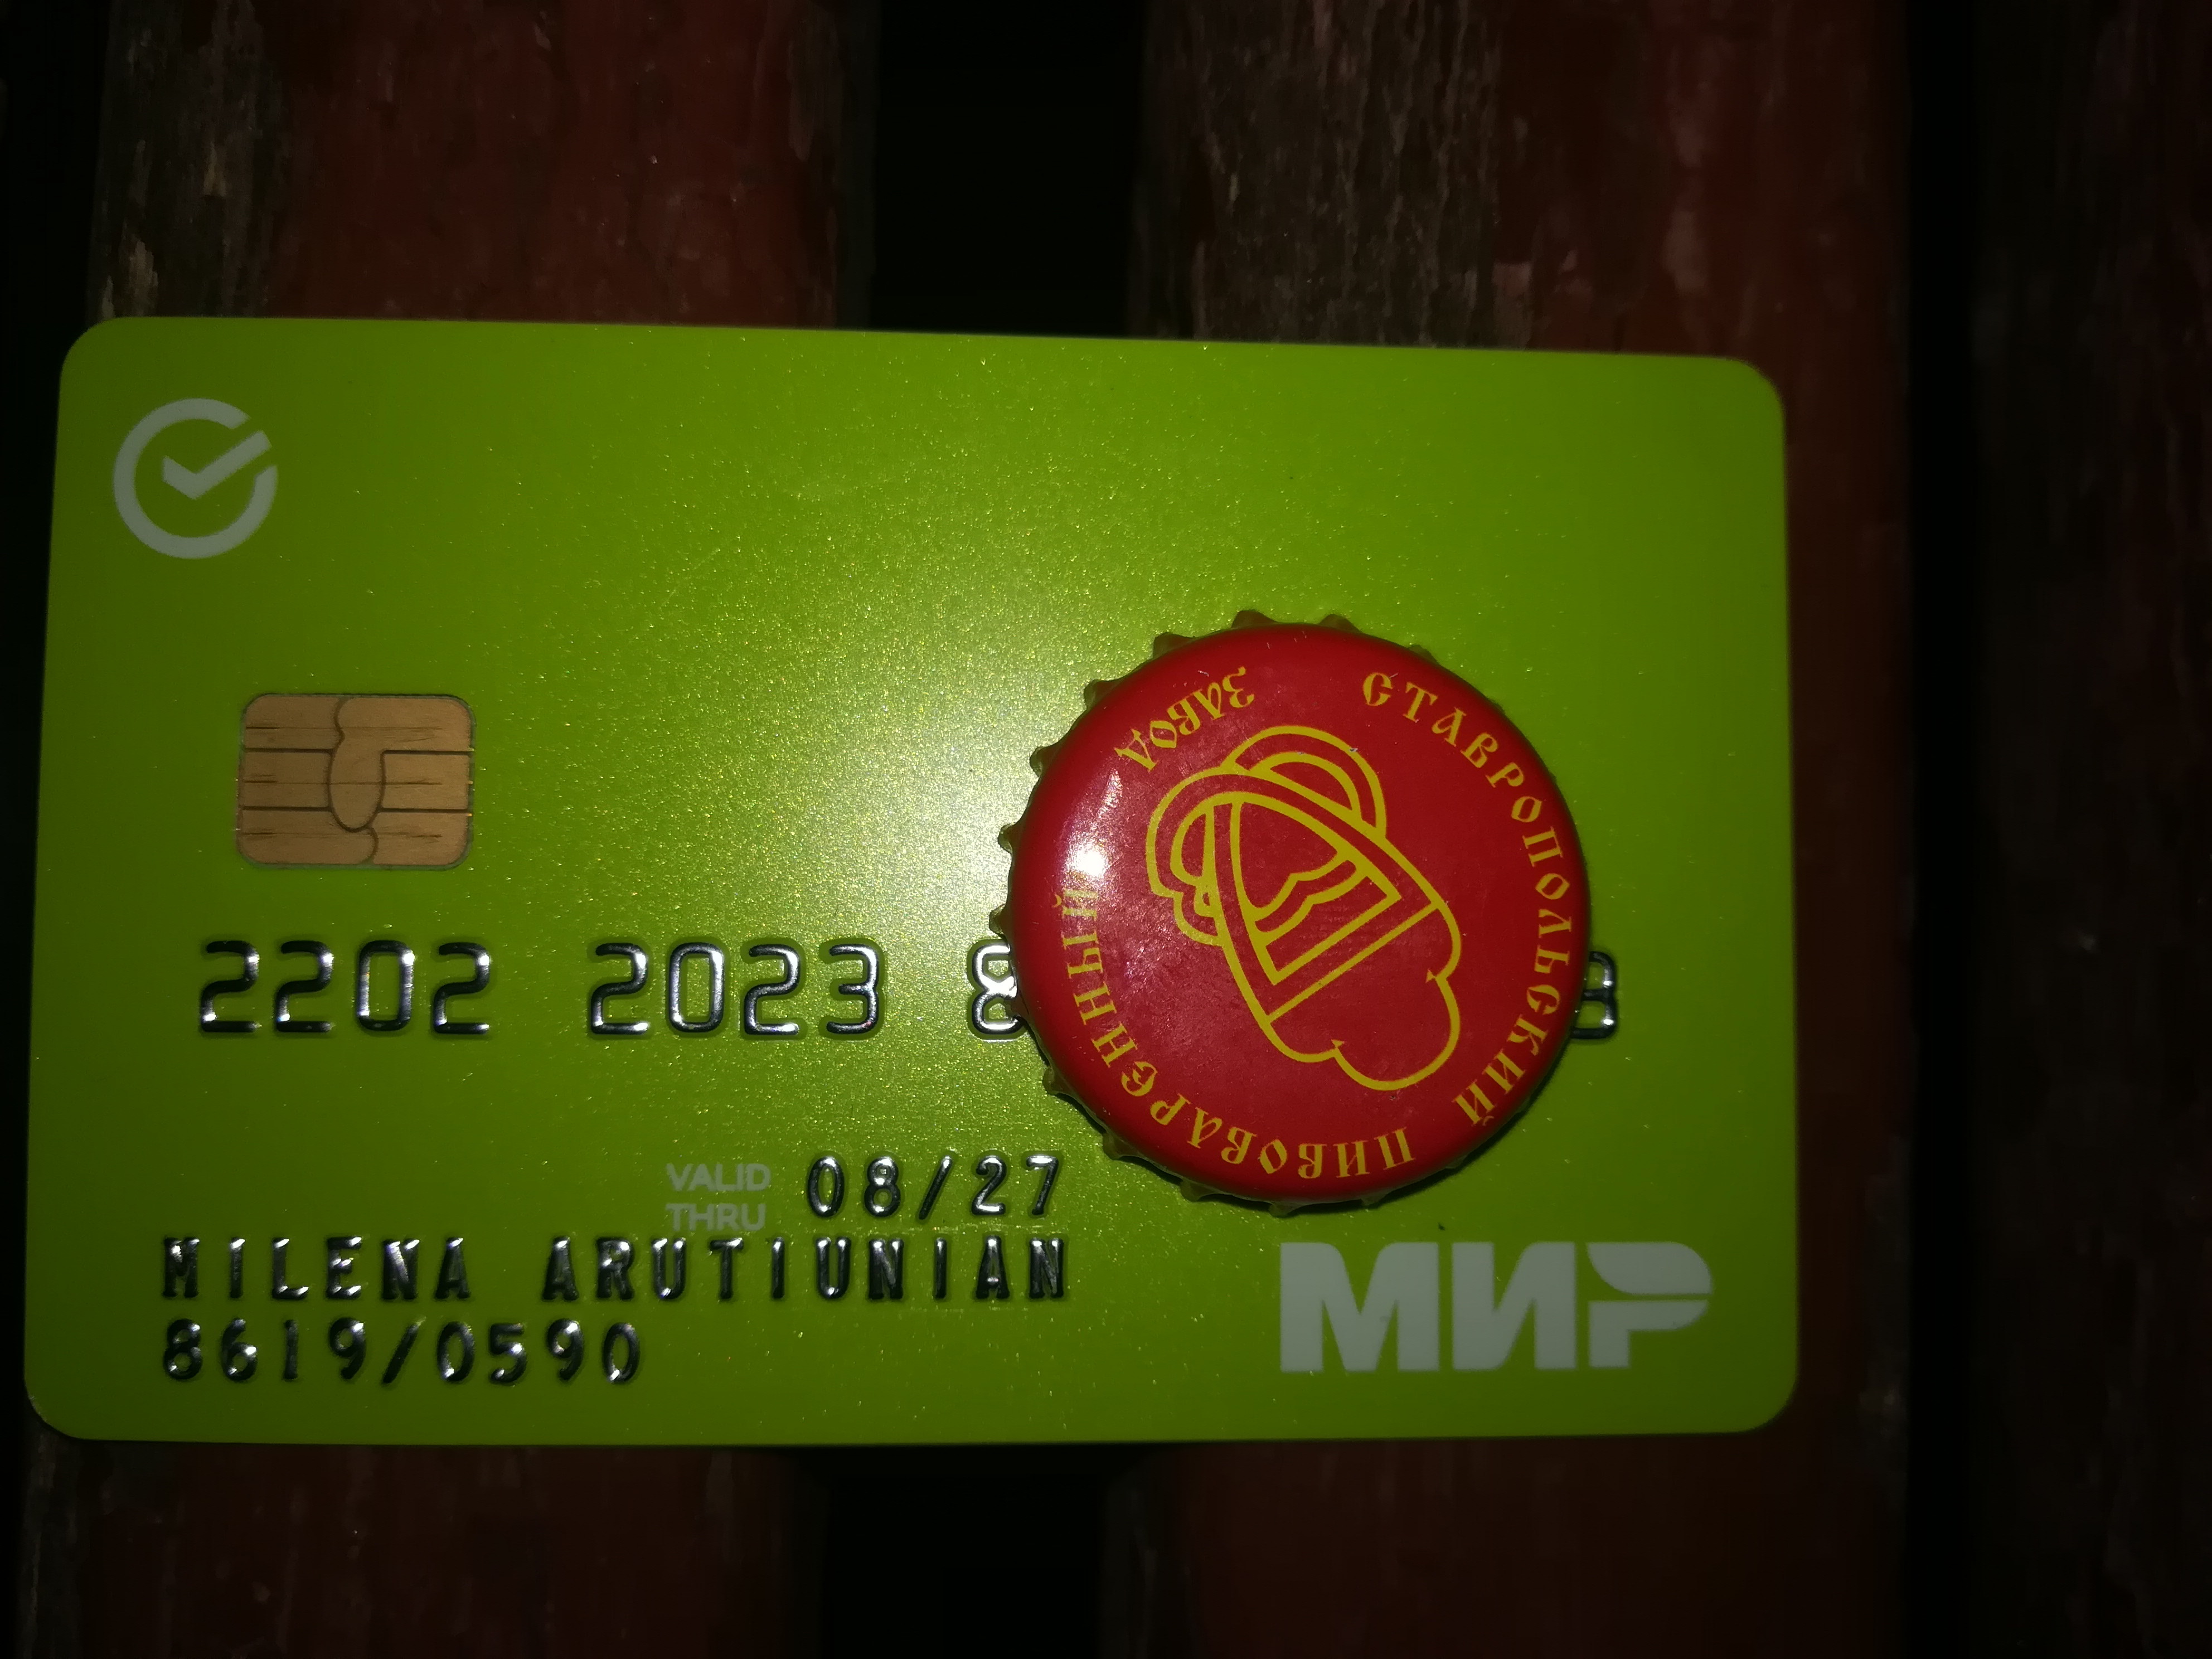 2202 2023 8
VALID THRU 08/27
MILENA ARUTIUNIAN
8619/0590
МИР
СТАВРОПОЛЬСКИЙ ПИВОВАРЕННЫЙ ЗАВОД